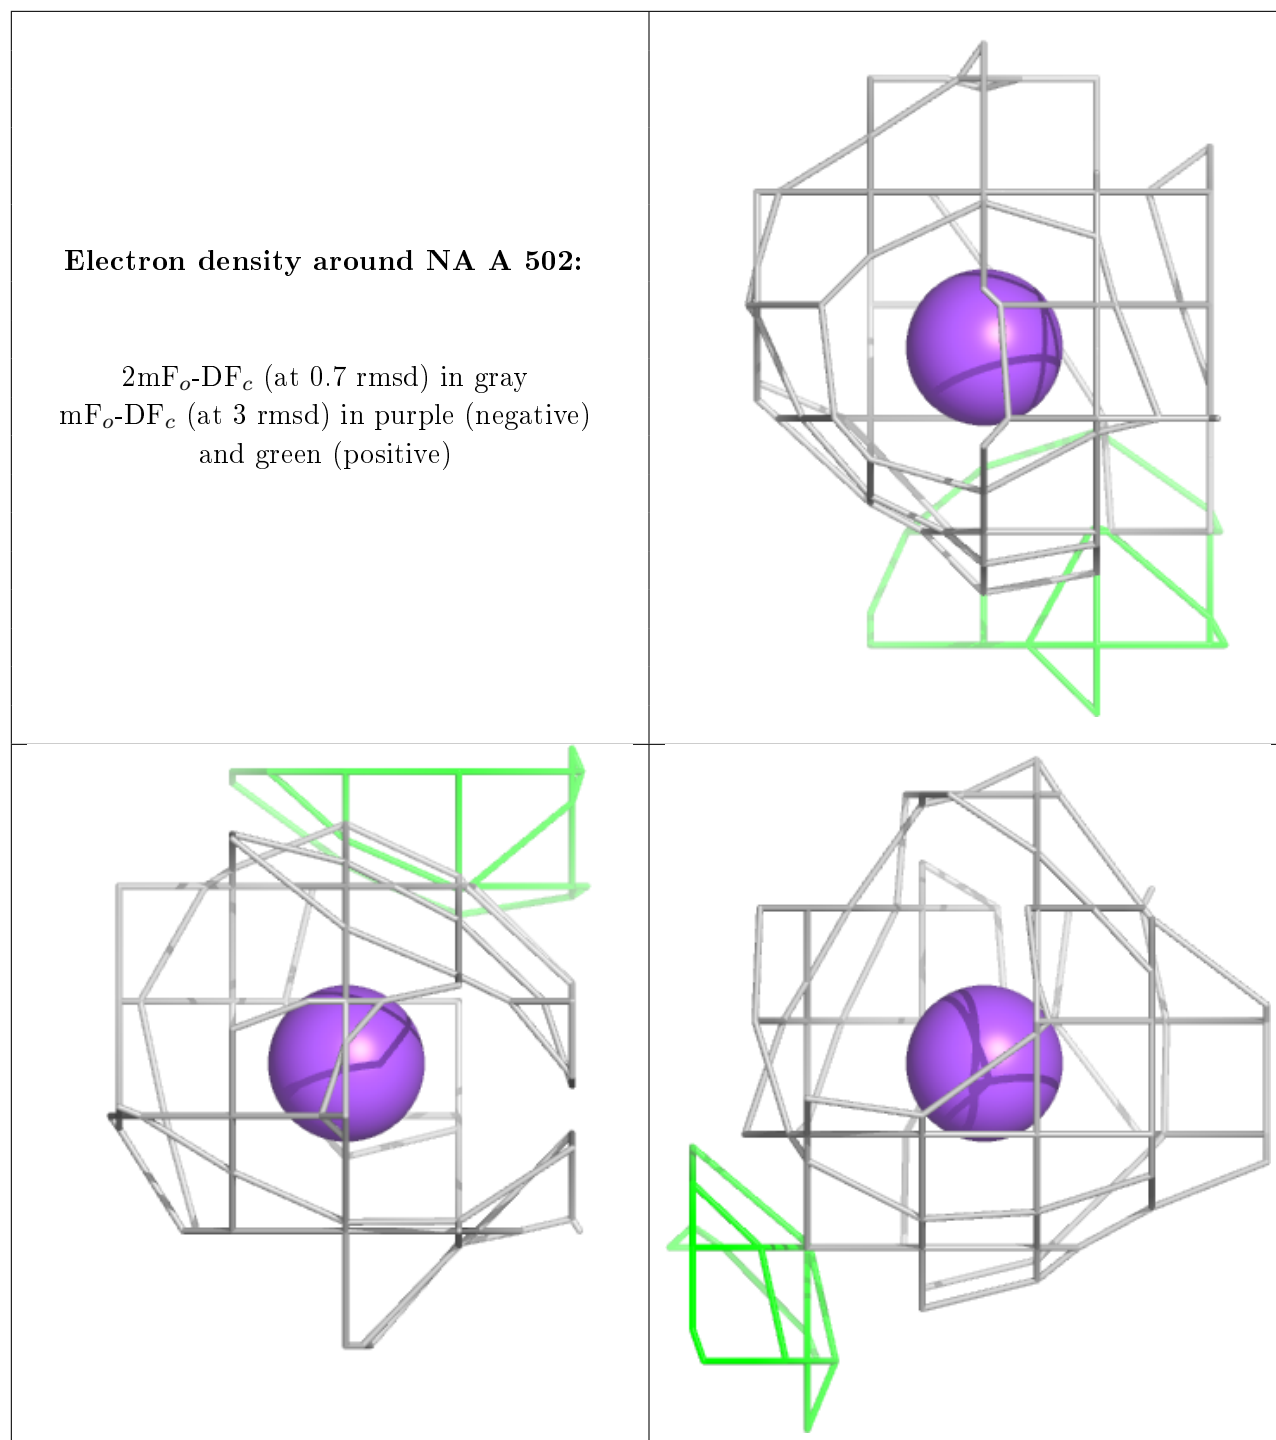 Electron density around NA A 502:
2mFo-DFc (at 0.7 rmsd) in gray
mFo-DFc (at 3 rmsd) in purple (negative)
and green (positive)